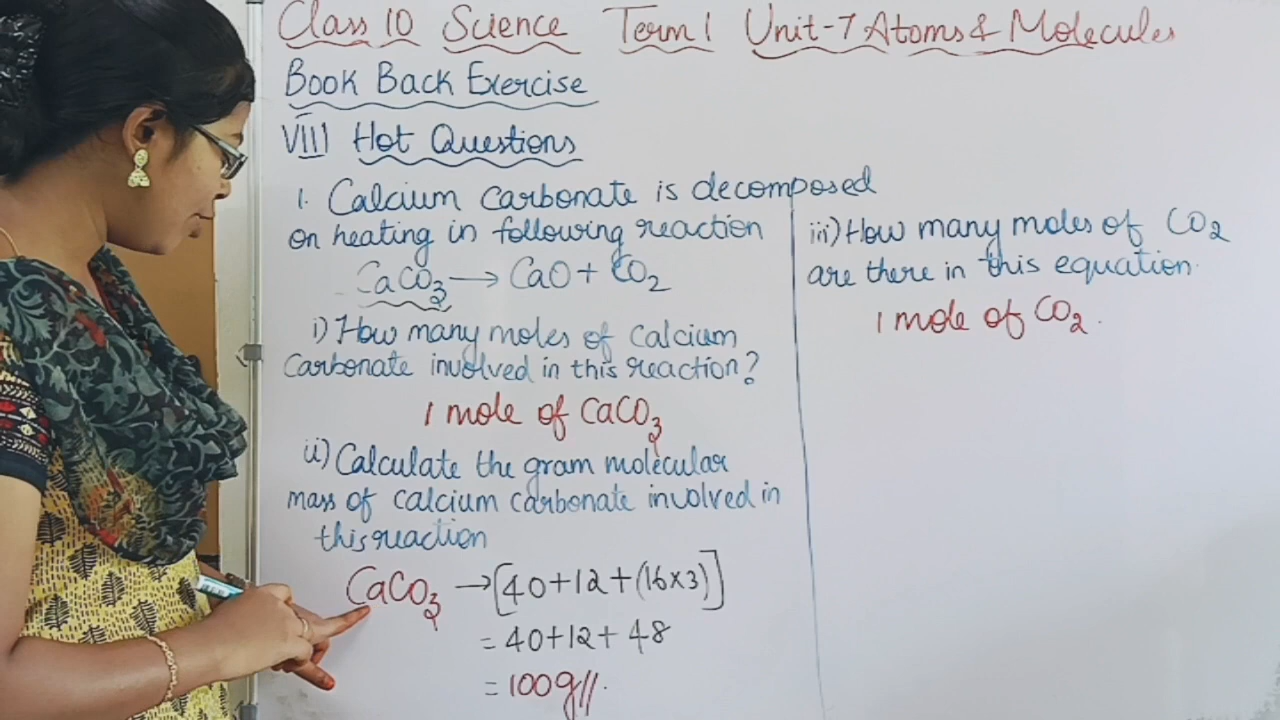 Class 10 Science Term 1 Unit-7 Atoms & Molecules
Book Back Exercise
VIII Hot Questions
1. Calcium carbonate is decomposed
on heating in following reaction
CaCO₃ → CaO + CO₂
i) How many moles of Calcium
Carbonate involved in this reaction?
1 mole of CaCO₃
ii) Calculate the gram molecular
mass of calcium carbonate involved in
this reaction
CaCO₃ → [40+12+(16×3)]
= 40+12+48
= 100g//.
iii) How many moles of CO₂
are there in this equation.
1 mole of CO₂.